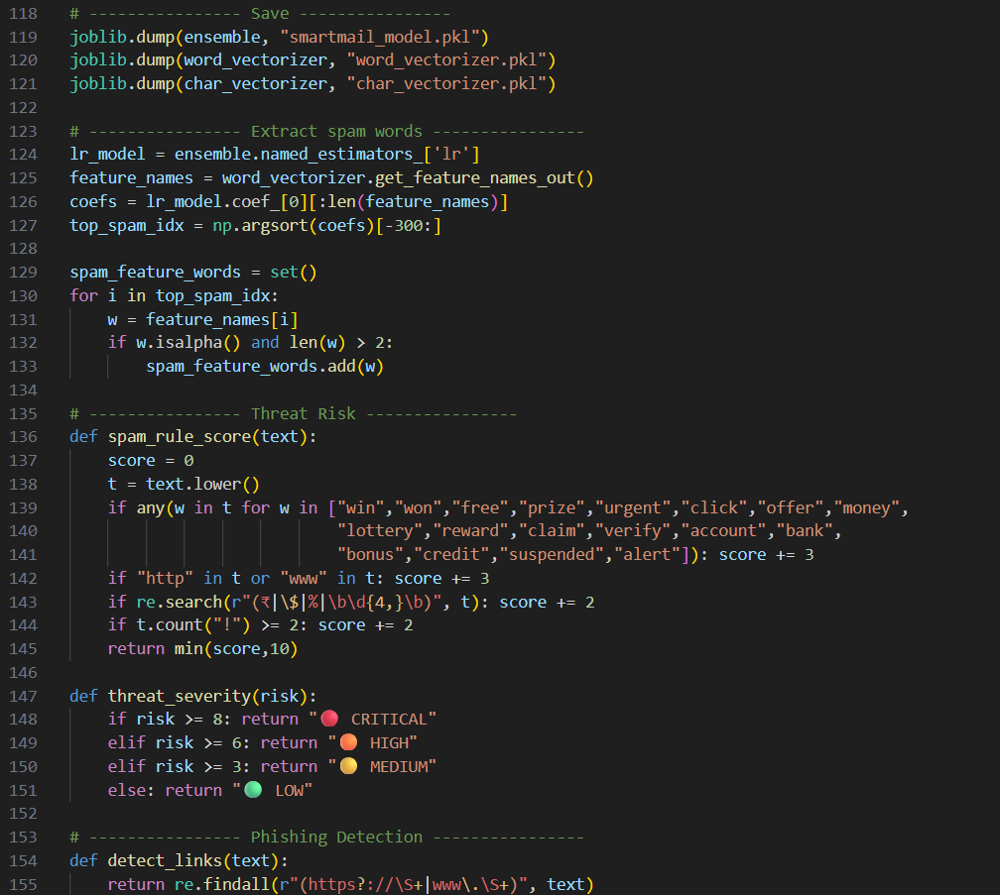 118 # ---------------- Save ----------------
119 joblib.dump(ensemble, "smartmail_model.pkl")
120 joblib.dump(word_vectorizer, "word_vectorizer.pkl")
121 joblib.dump(char_vectorizer, "char_vectorizer.pkl")
122
123 # ---------------- Extract spam words ----------------
124 lr_model = ensemble.named_estimators_['lr']
125 feature_names = word_vectorizer.get_feature_names_out()
126 coefs = lr_model.coef_[0][:len(feature_names)]
127 top_spam_idx = np.argsort(coefs)[-300:]
128
129 spam_feature_words = set()
130 for i in top_spam_idx:
131     w = feature_names[i]
132     if w.isalpha() and len(w) > 2:
133         spam_feature_words.add(w)
134
135 # ---------------- Threat Risk ----------------
136 def spam_rule_score(text):
137     score = 0
138     t = text.lower()
139     if any(w in t for w in ["win","won","free","prize","urgent","click","offer","money",
140                             "lottery","reward","claim","verify","account","bank",
141                             "bonus","credit","suspended","alert"]): score += 3
142     if "http" in t or "www" in t: score += 3
143     if re.search(r"(₹|\$|%|\b\d{4,}\b)", t): score += 2
144     if t.count("!") >= 2: score += 2
145     return min(score,10)
146
147 def threat_severity(risk):
148     if risk >= 8: return "🔴 CRITICAL"
149     elif risk >= 6: return "🟠 HIGH"
150     elif risk >= 3: return "🟡 MEDIUM"
151     else: return "🟢 LOW"
152
153 # ---------------- Phishing Detection ----------------
154 def detect_links(text):
155     return re.findall(r"(https?://\S+|www\.\S+)", text)